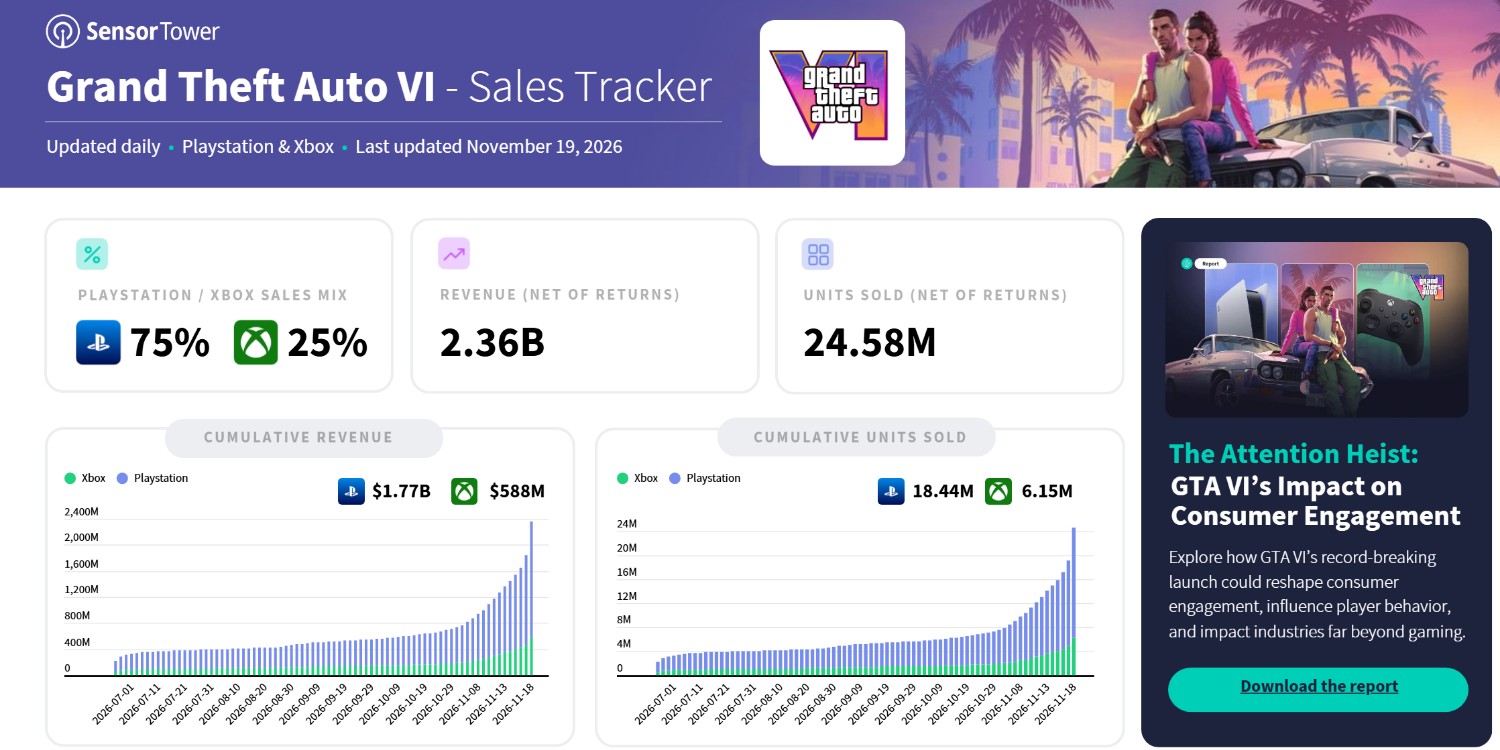 SensorTower
Grand Theft Auto VI - Sales Tracker
Updated daily • Playstation & Xbox • Last updated November 19, 2026
VI
grand
theft
auto
PLAYSTATION / XBOX SALES MIX
75% 25%
REVENUE (NET OF RETURNS)
2.36B
UNITS SOLD (NET OF RETURNS)
24.58M
CUMULATIVE REVENUE
Xbox Playstation
$1.77B $588M
2,400M
2,000M
1,600M
1,200M
800M
400M
0
2026-07-01 2026-07-11 2026-07-21 2026-07-31 2026-08-10 2026-08-20 2026-08-30 2026-09-09 2026-09-19 2026-09-29 2026-10-09 2026-10-19 2026-10-29 2026-11-08 2026-11-13 2026-11-18
CUMULATIVE UNITS SOLD
Xbox Playstation
18.44M 6.15M
24M
20M
16M
12M
8M
4M
0
2026-07-01 2026-07-11 2026-07-21 2026-07-31 2026-08-10 2026-08-20 2026-08-30 2026-09-09 2026-09-19 2026-09-29 2026-10-09 2026-10-19 2026-10-29 2026-11-08 2026-11-13 2026-11-18
Report
grand
theft
auto
The Attention Heist:
GTA VI’s Impact on
Consumer Engagement
Explore how GTA VI’s record-breaking
launch could reshape consumer
engagement, influence player behavior,
and impact industries far beyond gaming.
Download the report